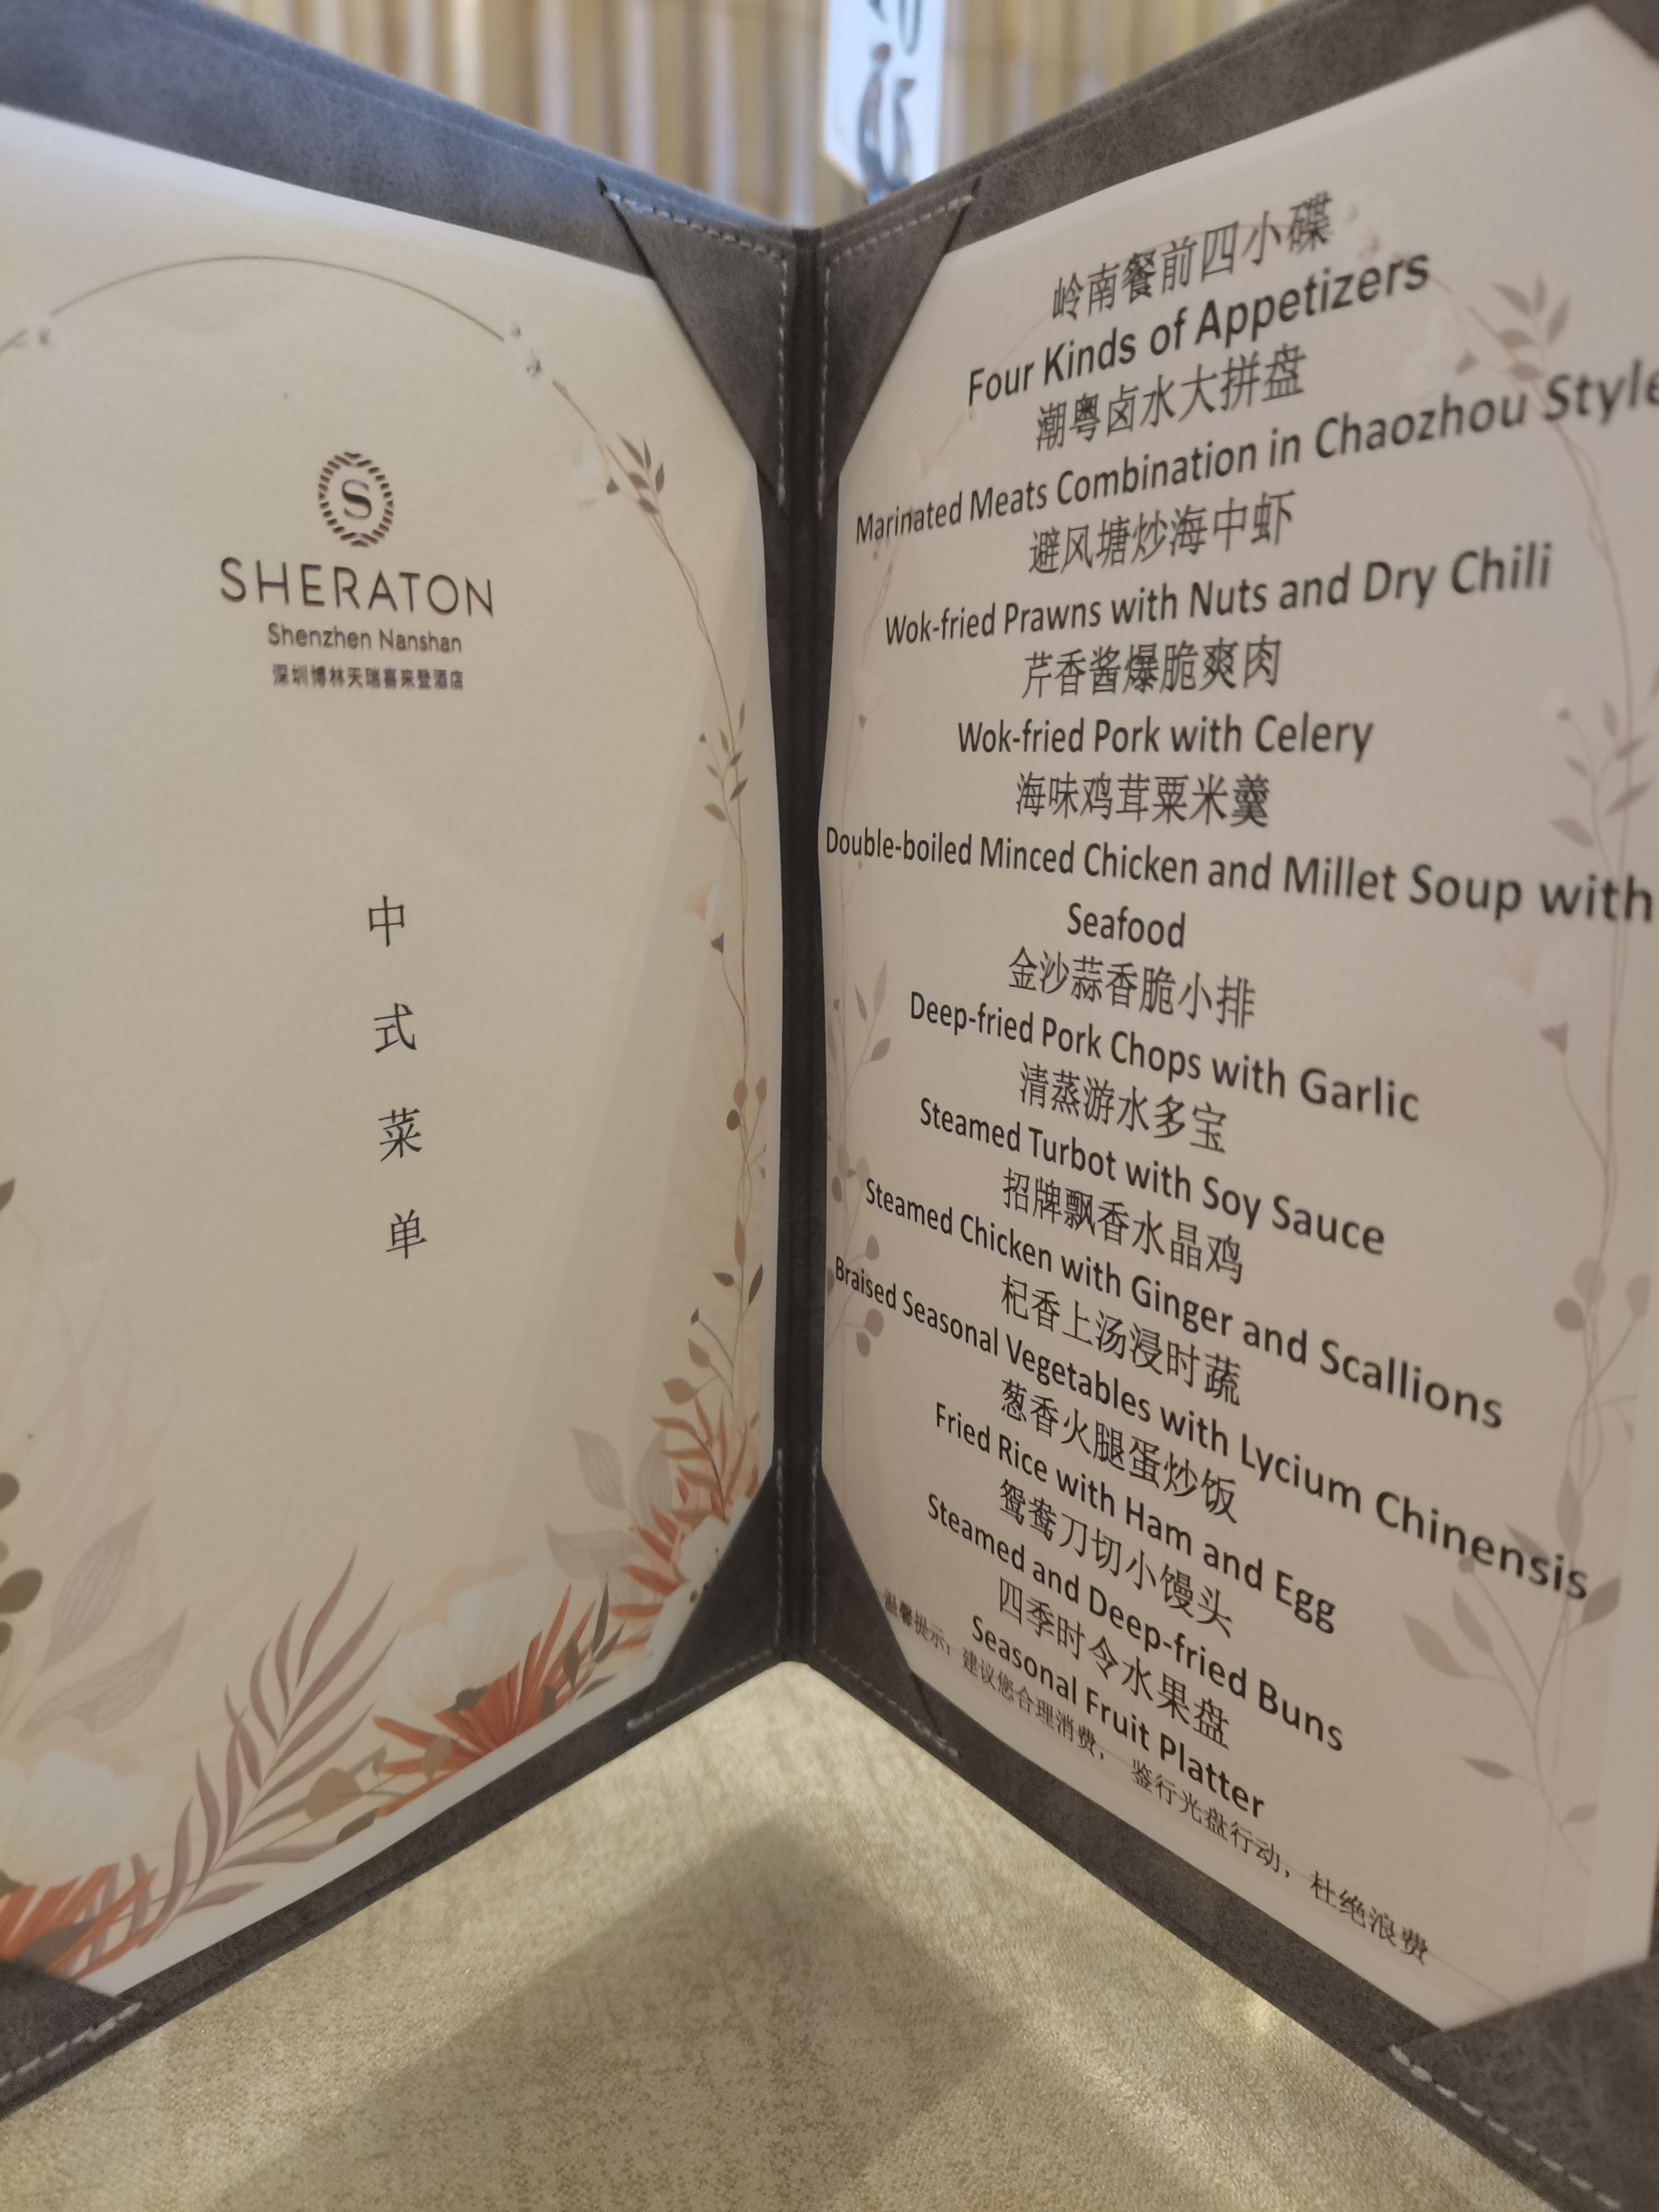 S
SHERATON
Shenzhen Nanshan
深圳博林天瑞喜来登酒店
中
式
菜
单
岭南餐前四小碟
Four Kinds of Appetizers
潮粤卤水大拼盘
Marinated Meats Combination in Chaozhou Style
避风塘炒海中虾
Wok-fried Prawns with Nuts and Dry Chili
芹香酱爆脆爽肉
Wok-fried Pork with Celery
海味鸡茸粟米羹
Double-boiled Minced Chicken and Millet Soup with
Seafood
金沙蒜香脆小排
Deep-fried Pork Chops with Garlic
清蒸游水多宝
Steamed Turbot with Soy Sauce
招牌飘香水晶鸡
Steamed Chicken with Ginger and Scallions
杞香上汤浸时蔬
Braised Seasonal Vegetables with Lycium Chinensis
葱香火腿蛋炒饭
Fried Rice with Ham and Egg
鸳鸯刀切小馒头
Steamed and Deep-fried Buns
四季时令水果盘
Seasonal Fruit Platter
温馨提示：建议您合理消费，鉴行光盘行动，杜绝浪费